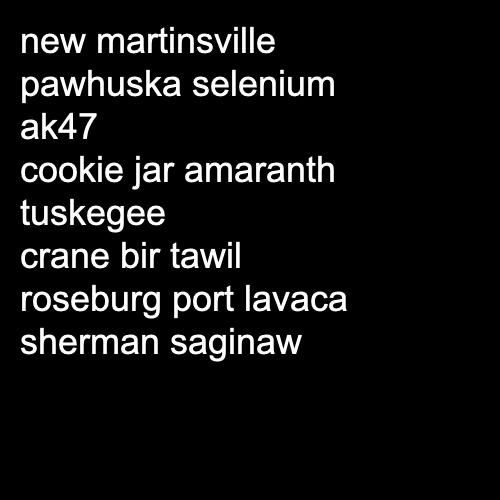 new martinsville
pawhuska selenium
ak47
cookie jar amaranth
tuskegee
crane bir tawil
roseburg port lavaca
sherman saginaw